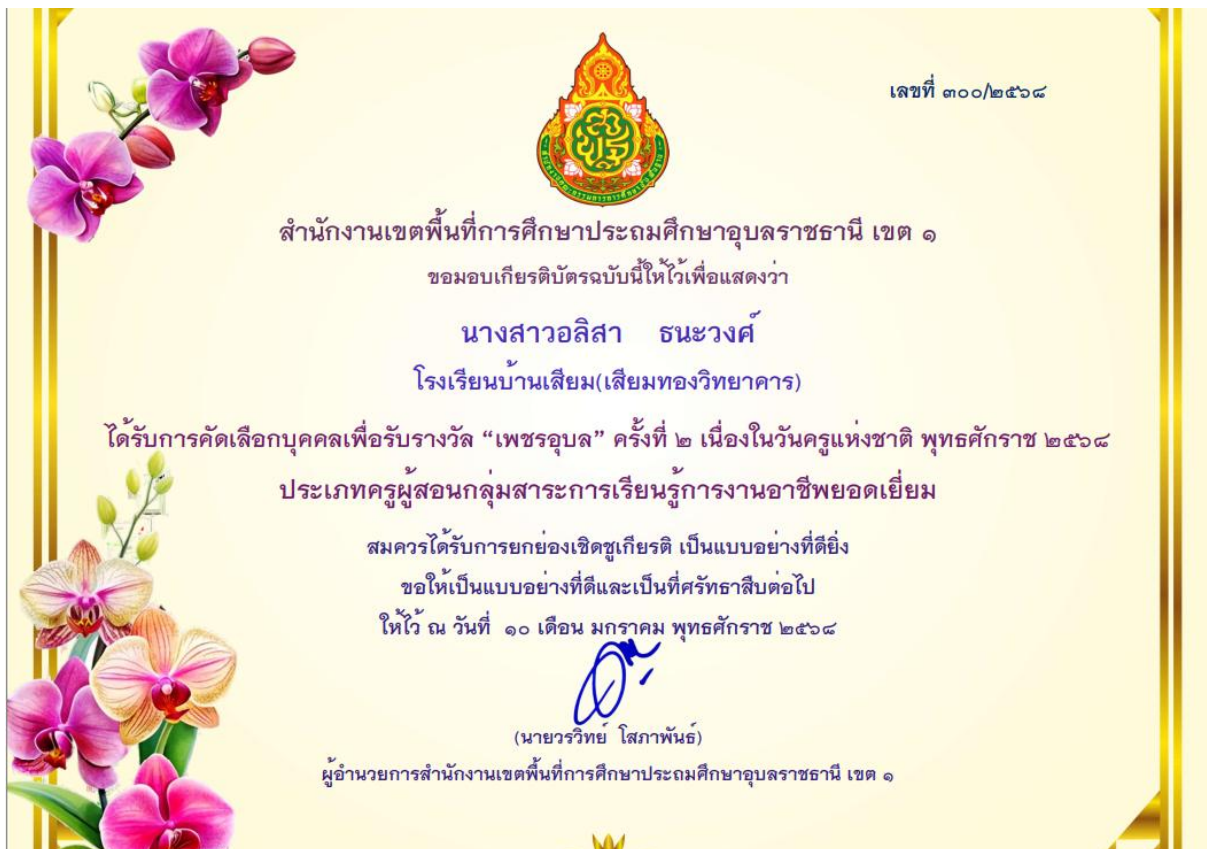 เลขที่ ๓๐๐/๒๕๖๘
สำนักงานเขตพื้นที่การศึกษาประถมศึกษาอุบลราชธานี เขต ๑
ขอมอบเกียรติบัตรฉบับนี้ให้ไว้เพื่อแสดงว่า
นางสาวอลิสา ธนะวงศ์
โรงเรียนบ้านเสียม(เสียมทองวิทยาคาร)
ได้รับการคัดเลือกบุคคลเพื่อรับรางวัล “เพชรอุบล” ครั้งที่ ๒ เนื่องในวันครูแห่งชาติ พุทธศักราช ๒๕๖๘
ประเภทครูผู้สอนกลุ่มสาระการเรียนรู้การงานอาชีพยอดเยี่ยม
สมควรได้รับการยกย่องเชิดชูเกียรติ เป็นแบบอย่างที่ดียิ่ง
ขอให้เป็นแบบอย่างที่ดีและเป็นที่ศรัทธาสืบต่อไป
ให้ไว้ ณ วันที่ ๑๐ เดือน มกราคม พุทธศักราช ๒๕๖๘
(นายวรวิทย์ โสภาพันธ์)
ผู้อำนวยการสำนักงานเขตพื้นที่การศึกษาประถมศึกษาอุบลราชธานี เขต ๑